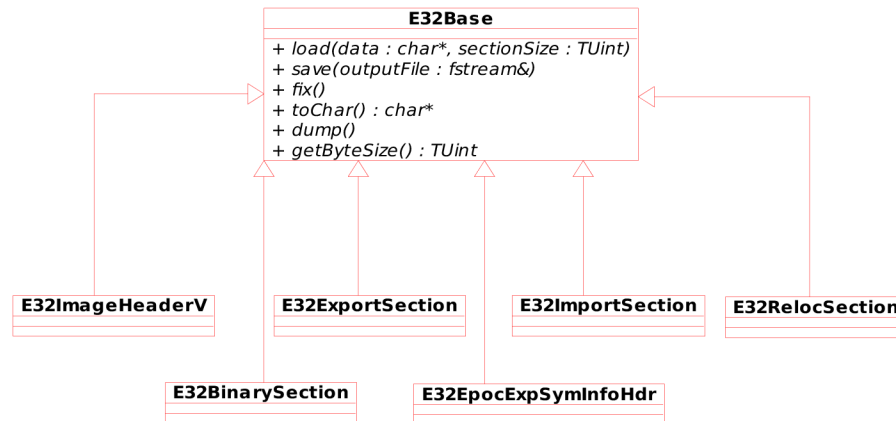 E32Base
+ load(data : char*, sectionSize : TUint)
+ save(outputFile : fstream&)
+ fix()
+ toChar() : char*
+ dump()
+ getByteSize() : TUint
E32ImageHeaderV
E32ExportSection
E32ImportSection
E32RelocSection
E32BinarySection
E32EpocExpSymInfoHdr